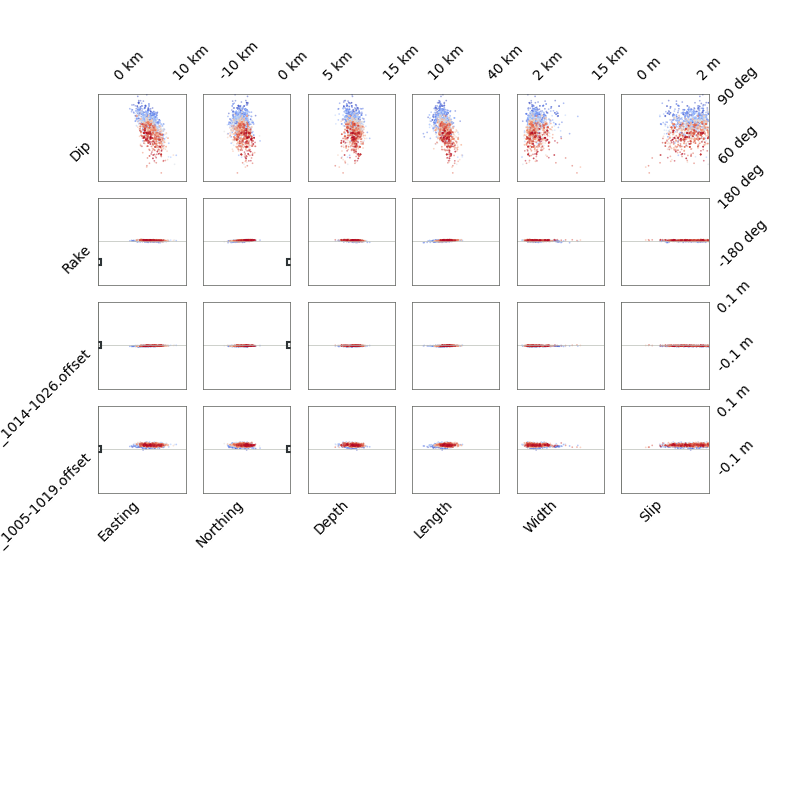 0 km 10 km -10 km 0 km 5 km 15 km 10 km 40 km 2 km 15 km 0 m 2 m
90 deg
Dip
60 deg
180 deg
Rake
-180 deg
0.1 m
_1014-1026.offset
-0.1 m
0.1 m
_1005-1019.offset
-0.1 m
Easting Northing Depth Length Width Slip